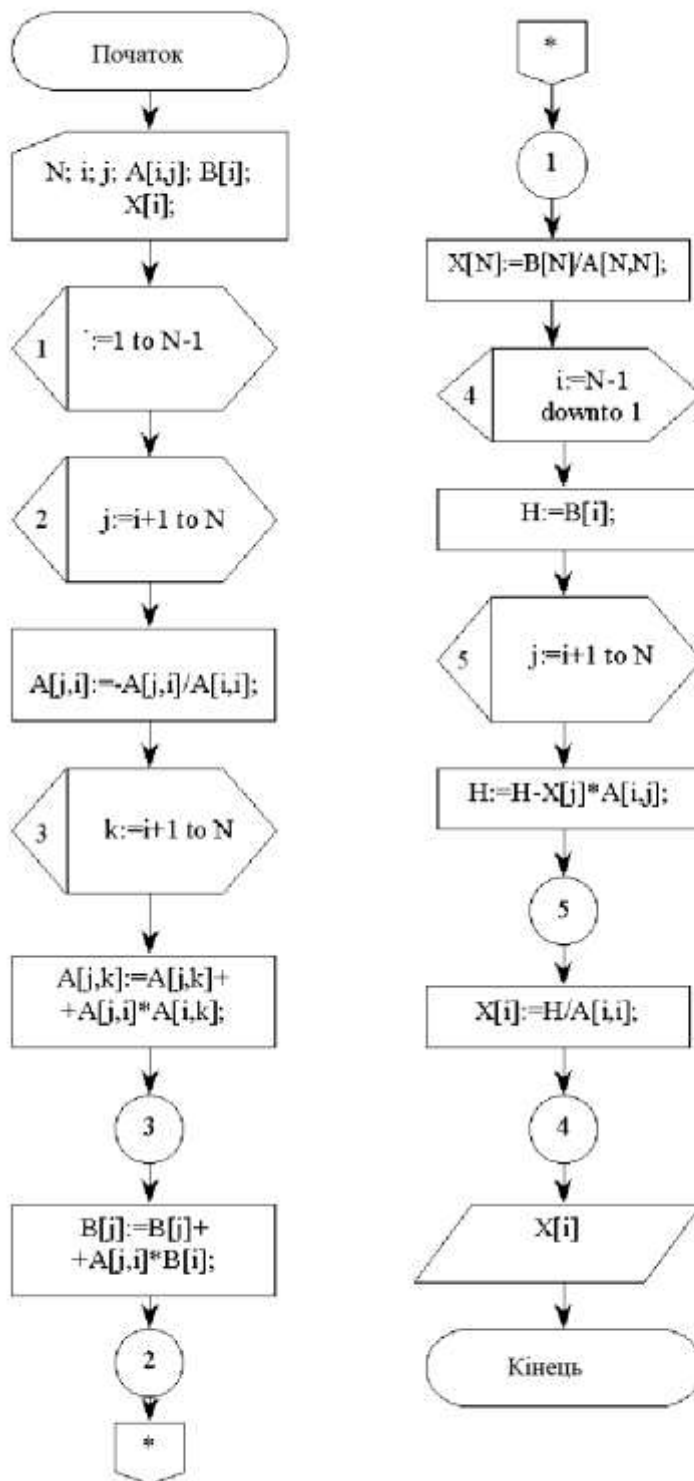 Початок
N; i; j; A[i,j]; B[i];
X[i];
1
:=1 to N-1
2
j:=i+1 to N
A[j,i]:=-A[j,i]/A[i,i];
3
k:=i+1 to N
A[j,k]:=A[j,k]+
+A[j,i]*A[i,k];
3
B[j]:=B[j]+
+A[j,i]*B[i];
2
*
*
1
X[N]:=B[N]/A[N,N];
4
i:=N-1
downto 1
H:=B[i];
5
j:=i+1 to N
H:=H-X[j]*A[i,j];
5
X[i]:=H/A[i,i];
4
X[i]
Кінець